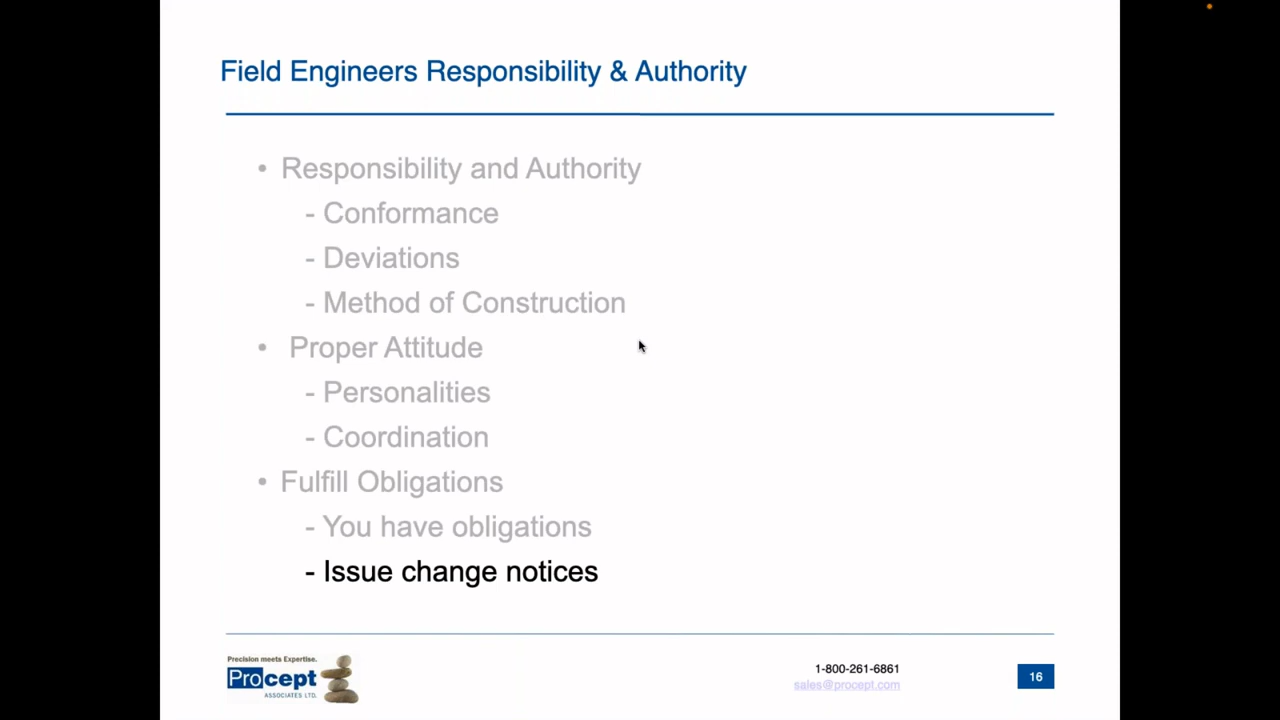 Field Engineers Responsibility & Authority
• Responsibility and Authority
- Conformance
- Deviations
- Method of Construction
• Proper Attitude
- Personalities
- Coordination
• Fulfill Obligations
- You have obligations
- Issue change notices
Precision meets Expertise.
Procept
ASSOCIATES LTD.
1-800-261-6861
sales@procept.com
16